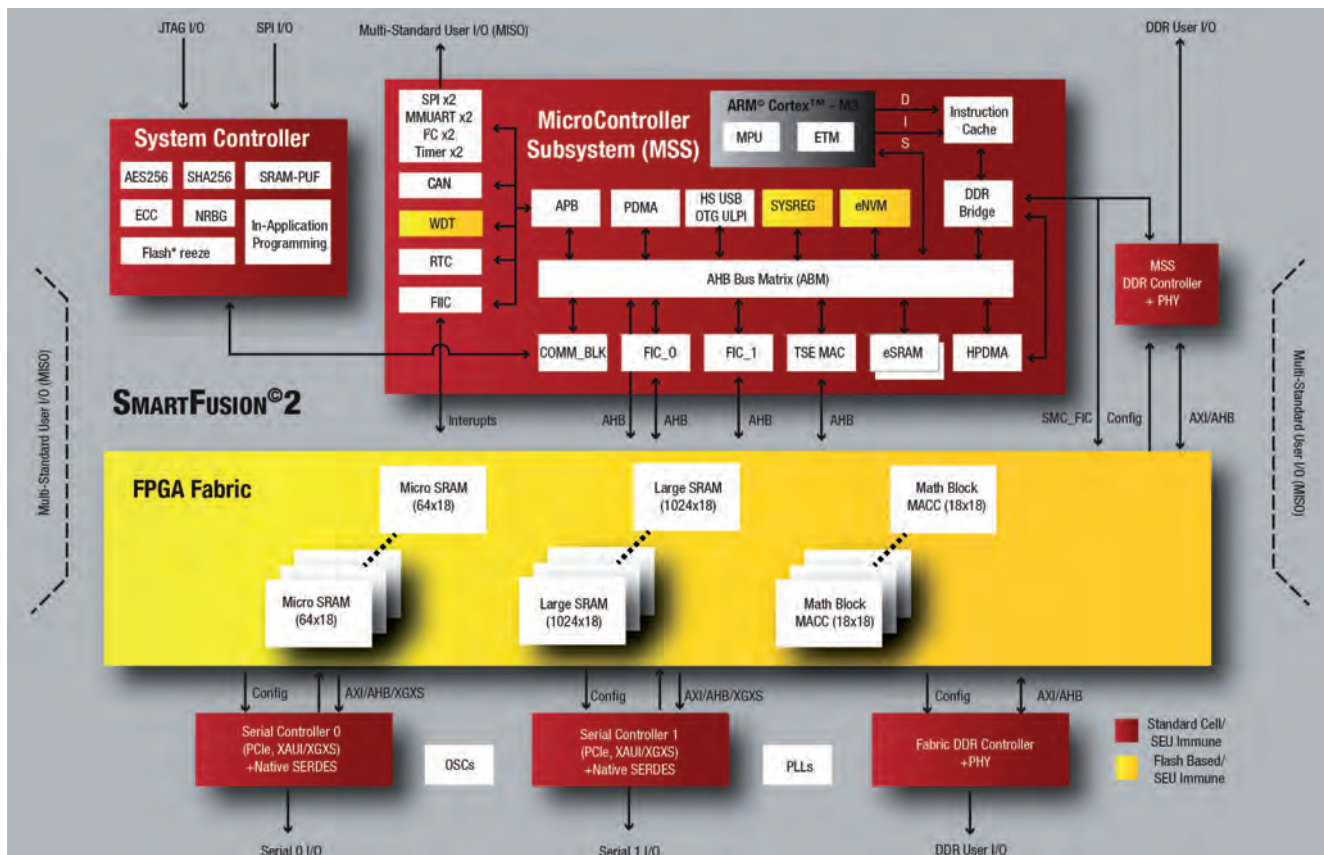 JTAG I/O
SPI I/O
Multi-Standard User I/O (MISO)
DDR User I/O
System Controller
AES256
SHA256
SRAM-PUF
ECC
NRBG
In-Application
Programming
Flash* reeze
SPI x2
MMUART x2
I²C x2
Timer x2
CAN
WDT
RTC
FIIC
MicroController
Subsystem (MSS)
ARM© Cortex™ - M3
MPU
ETM
D
I
S
Instruction
Cache
APB
PDMA
HS USB
OTG ULPI
SYSREG
eNVM
DDR
Bridge
AHB Bus Matrix (ABM)
COMM_BLK
FIC_0
FIC_1
TSE MAC
eSRAM
HPDMA
MSS
DDR Controller
+ PHY
Multi-Standard User I/O (MISO)
Multi-Standard User I/O (MISO)
SMARTFUSION©2
Interupts
AHB
AHB
AHB
AHB
SMC_FIC
Config
AXI/AHB
FPGA Fabric
Micro SRAM
(64x18)
Large SRAM
(1024x18)
Math Block
MACC (18x18)
Micro SRAM
(64x18)
Large SRAM
(1024x18)
Math Block
MACC (18x18)
Config
AXI/AHB/XGXS
Config
AXI/AHB/XGXS
Config
AXI/AHB
Serial Controller 0
(PCIe, XAUI/XGXS)
+Native SERDES
OSCs
Serial Controller 1
(PCIe, XAUI/XGXS)
+Native SERDES
PLLs
Fabric DDR Controller
+PHY
Standard Cell/
SEU Immune
Flash Based/
SEU Immune
Serial 0 I/O
Serial 1 I/O
DDR User I/O